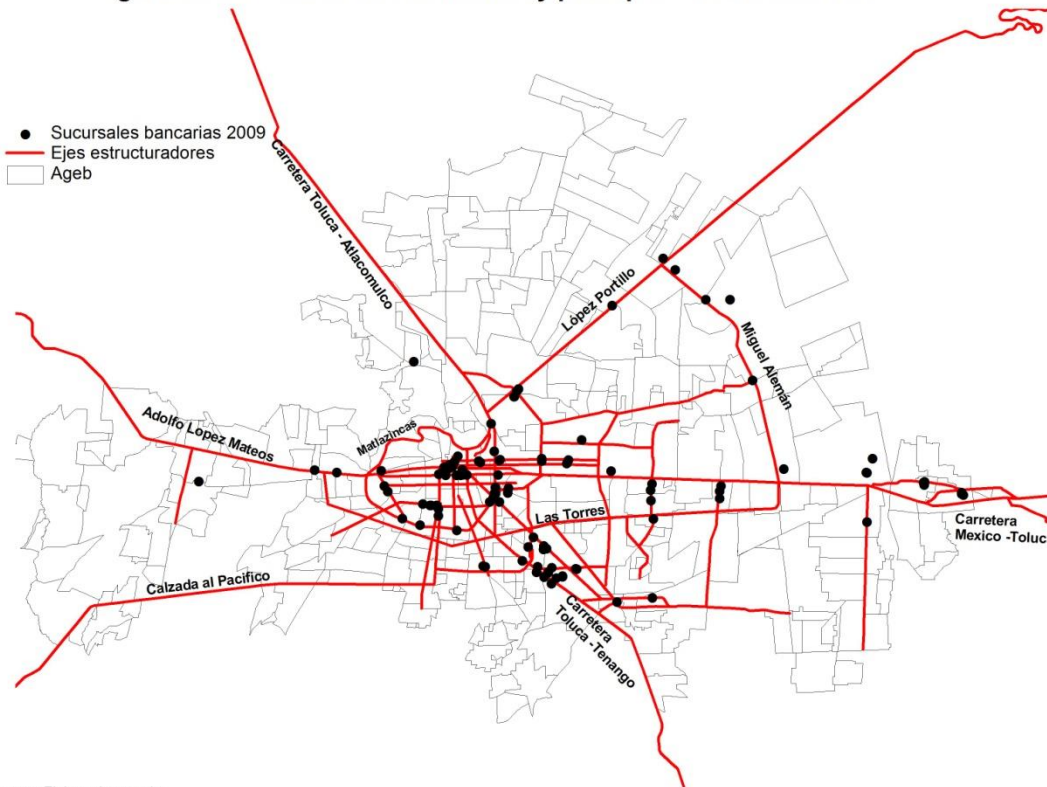 Sucursales bancarias 2009
Ejes estructuradores
Ageb
Carretera Toluca - Atlacomulco
López Portillo
Miguel Alemán
Adolfo Lopez Mateos
Matlazincas
Las Torres
Carretera
Mexico -Toluc
Calzada al Pacifico
Carretera
Toluca -Tenango